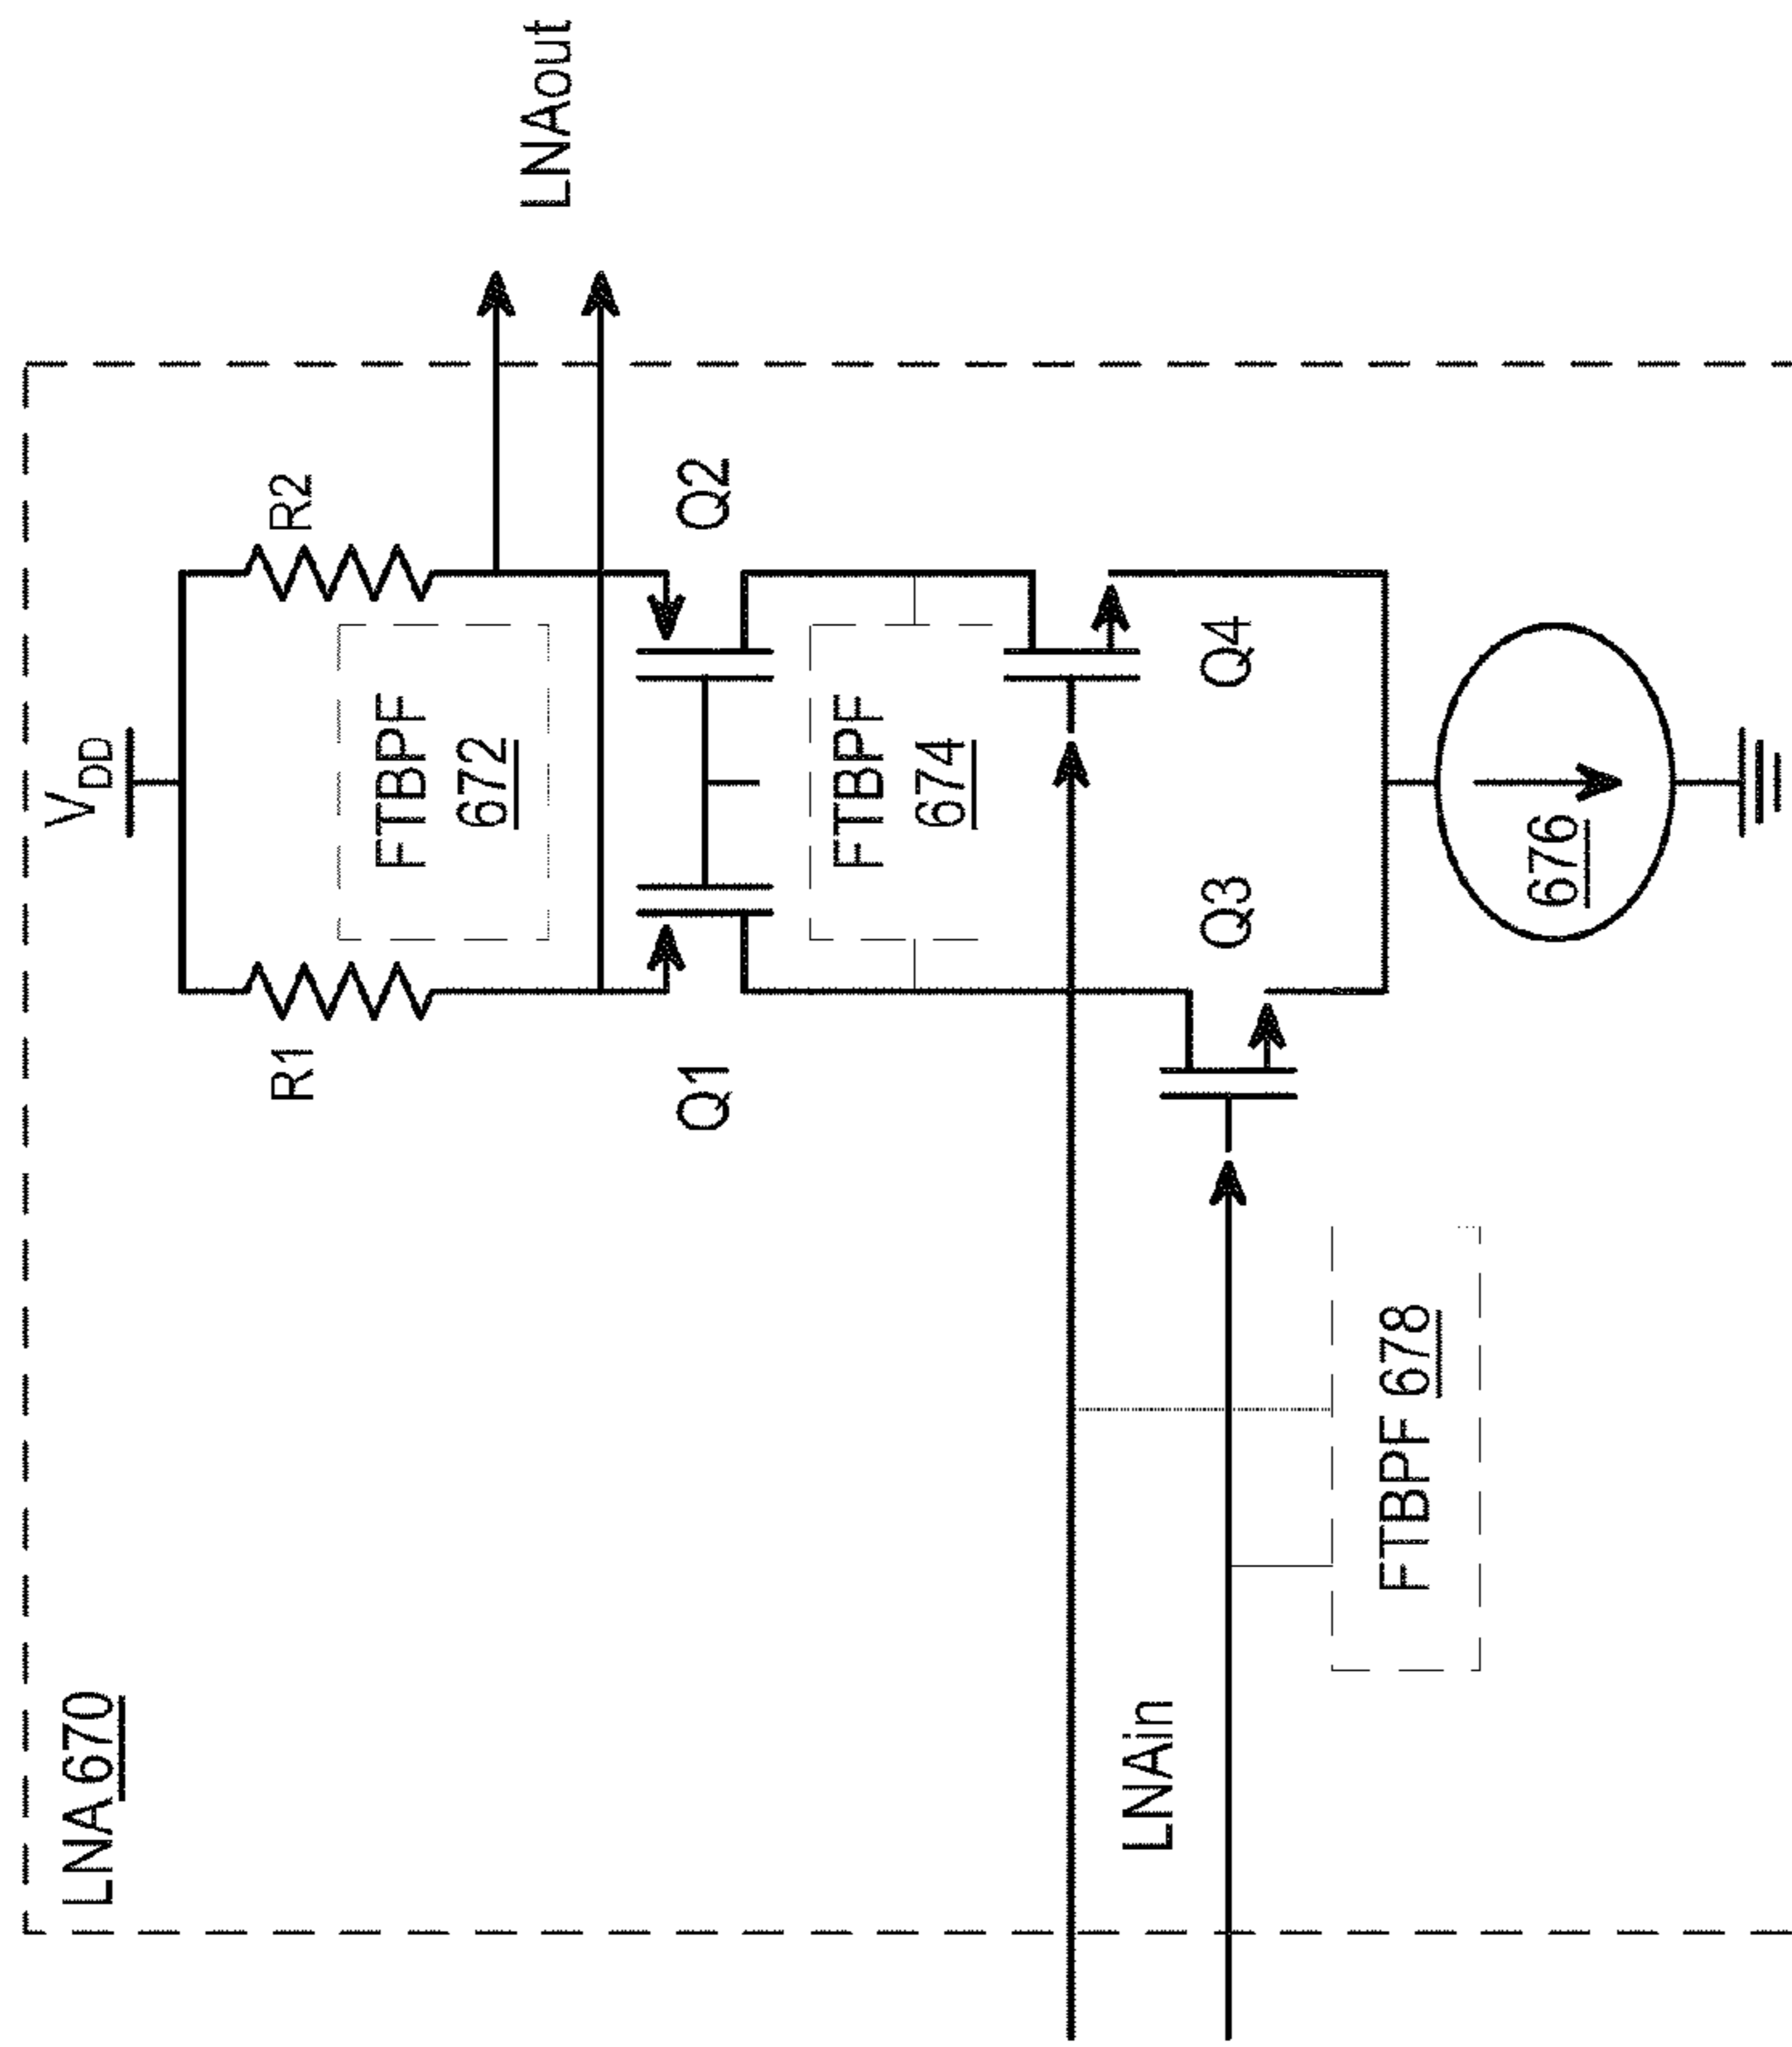 LNA 670
VDD
R1
R2
FTBPF
672
LNAout
Q1
Q2
FTBPF
674
LNAin
Q3
Q4
FTBPF 678
676